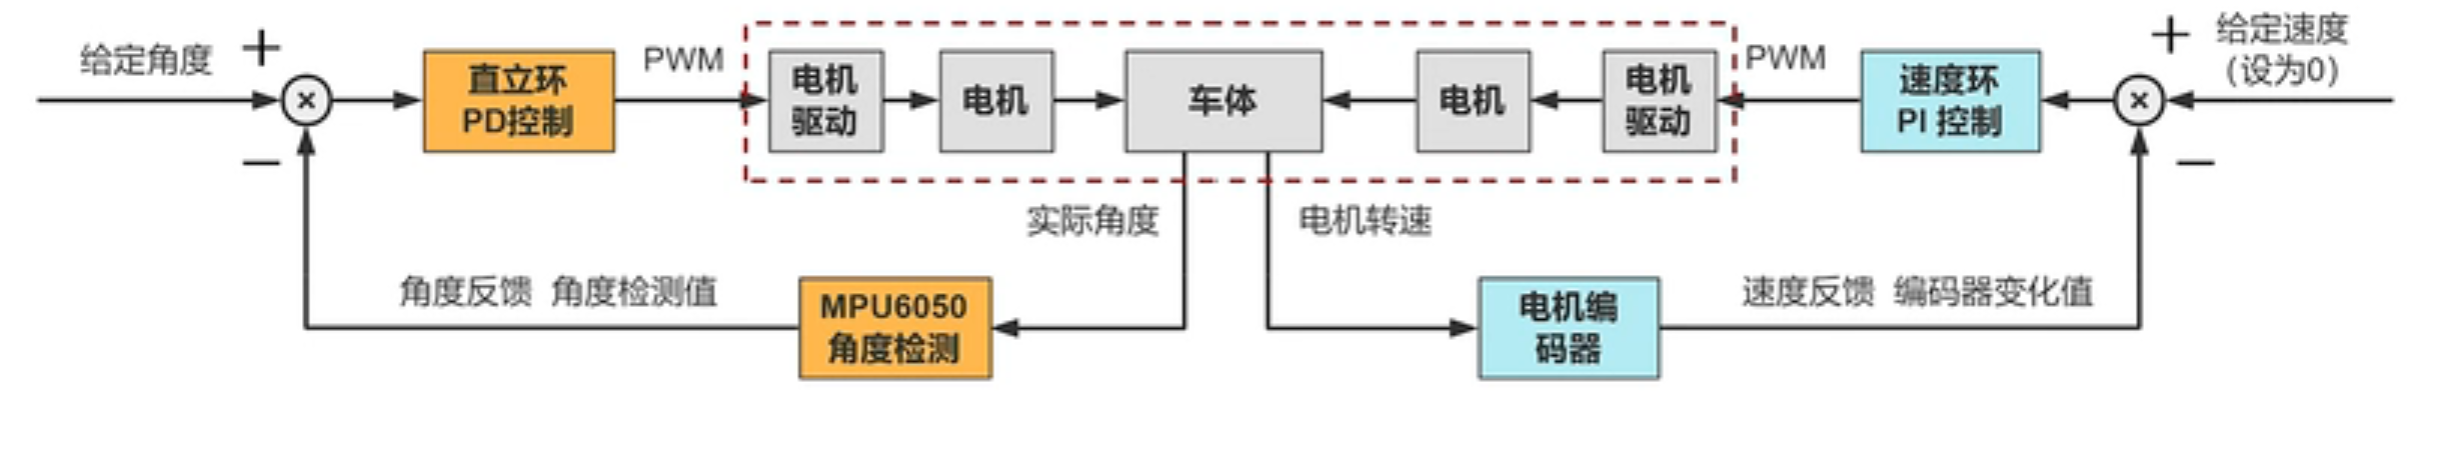 给定角度
+
直立环
PD控制
PWM
电机
驱动
电机
车体
电机
电机
驱动
PWM
速度环
PI 控制
+
给定速度
(设为0)
−
−
实际角度
电机转速
角度反馈 角度检测值
MPU6050
角度检测
电机编
码器
速度反馈 编码器变化值